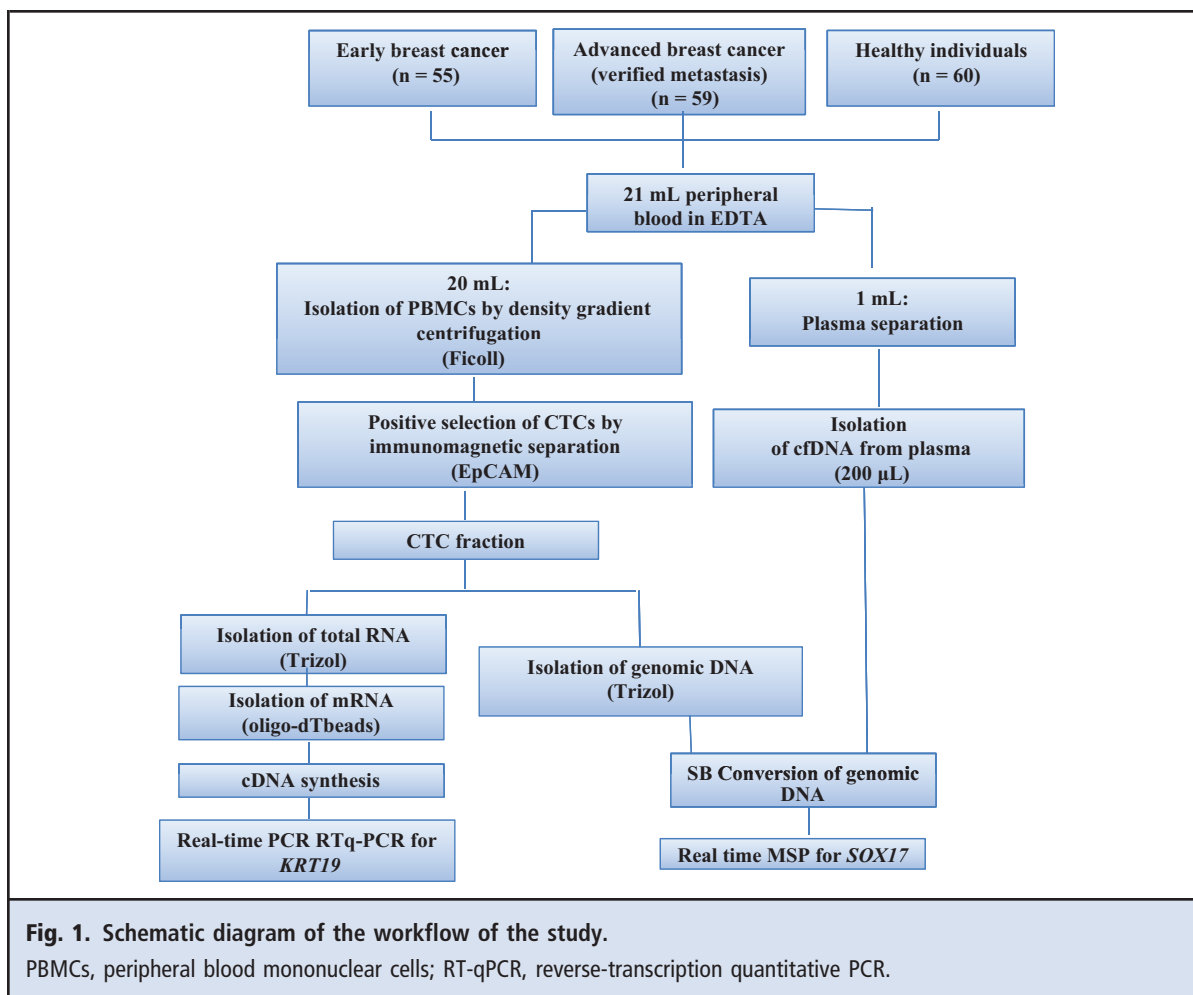 Early breast cancer
(n = 55)
Advanced breast cancer
(verified metastasis)
(n = 59)
Healthy individuals
(n = 60)
21 mL peripheral
blood in EDTA
20 mL:
Isolation of PBMCs by density gradient
centrifugation
(Ficoll)
1 mL:
Plasma separation
Positive selection of CTCs by
immunomagnetic separation
(EpCAM)
Isolation
of cfDNA from plasma
(200 µL)
CTC fraction
Isolation of total RNA
(Trizol)
Isolation of genomic DNA
(Trizol)
Isolation of mRNA
(oligo-dTbeads)
cDNA synthesis
SB Conversion of genomic
DNA
Real-time PCR RTq-PCR for
KRT19
Real time MSP for SOX17
Fig. 1. Schematic diagram of the workflow of the study.
PBMCs, peripheral blood mononuclear cells; RT-qPCR, reverse-transcription quantitative PCR.